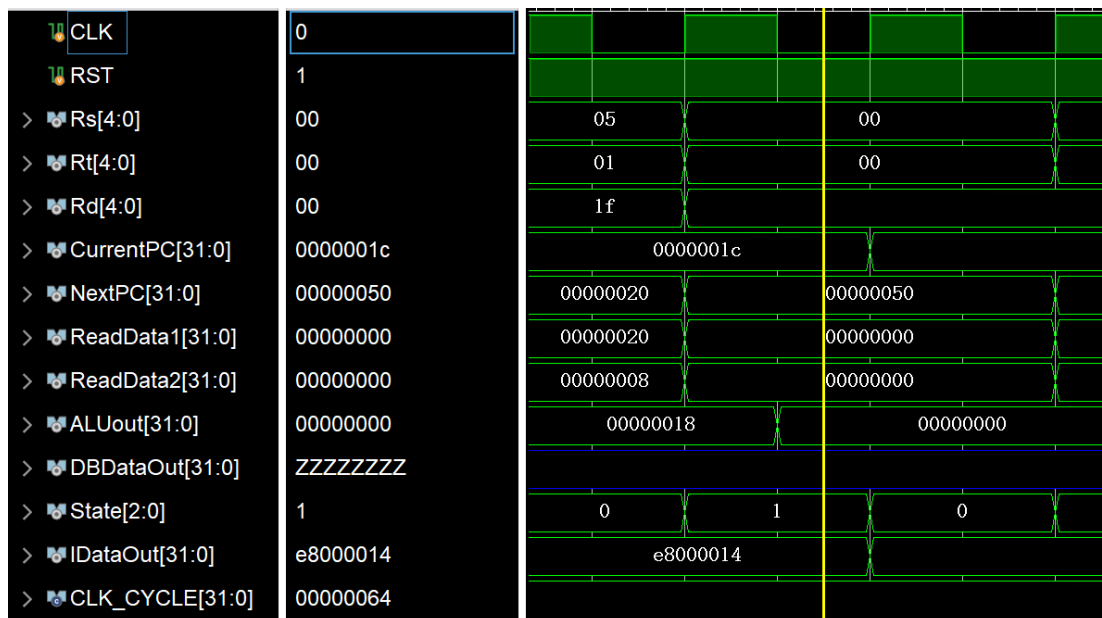 CLK 0
RST 1
Rs[4:0] 00 05 00
Rt[4:0] 00 01 00
Rd[4:0] 00 1f
CurrentPC[31:0] 0000001c 0000001c
NextPC[31:0] 00000050 00000020 00000050
ReadData1[31:0] 00000000 00000020 00000000
ReadData2[31:0] 00000000 00000008 00000000
ALUout[31:0] 00000000 00000018 00000000
DBDataOut[31:0] ZZZZZZZZ
State[2:0] 1 0 1 0
IDataOut[31:0] e8000014 e8000014
CLK_CYCLE[31:0] 00000064